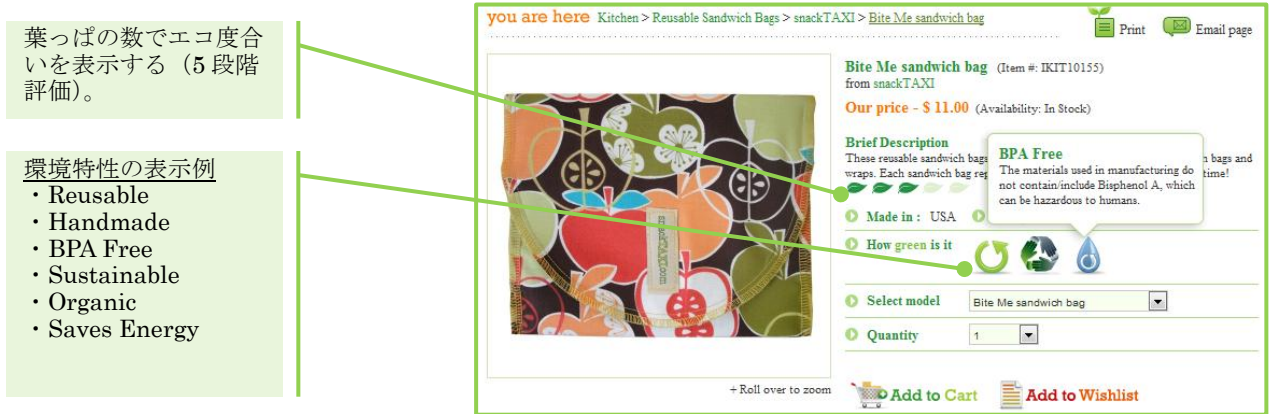 葉っぱの数でエコ度合
いを表示する（5 段階
評価）。
環境特性の表示例
・Reusable
・Handmade
・BPA Free
・Sustainable
・Organic
・Saves Energy
you are here Kitchen > Reusable Sandwich Bags > snackTAXI > Bite Me sandwich bag
Print
Email page
Bite Me sandwich bag (Item #: IKIT10155)
from snackTAXI
Our price - $ 11.00 (Availability: In Stock)
Brief Description
These reusable sandwich bags
bags and
wraps. Each sandwich bag rep
time!
BPA Free
The materials used in manufacturing do
not contain/include Bisphenol A, which
can be hazardous to humans.
Made in : USA
How green is it
Select model Bite Me sandwich bag
Quantity 1
snackTAXI.com
+ Roll over to zoom
Add to Cart
Add to Wishlist